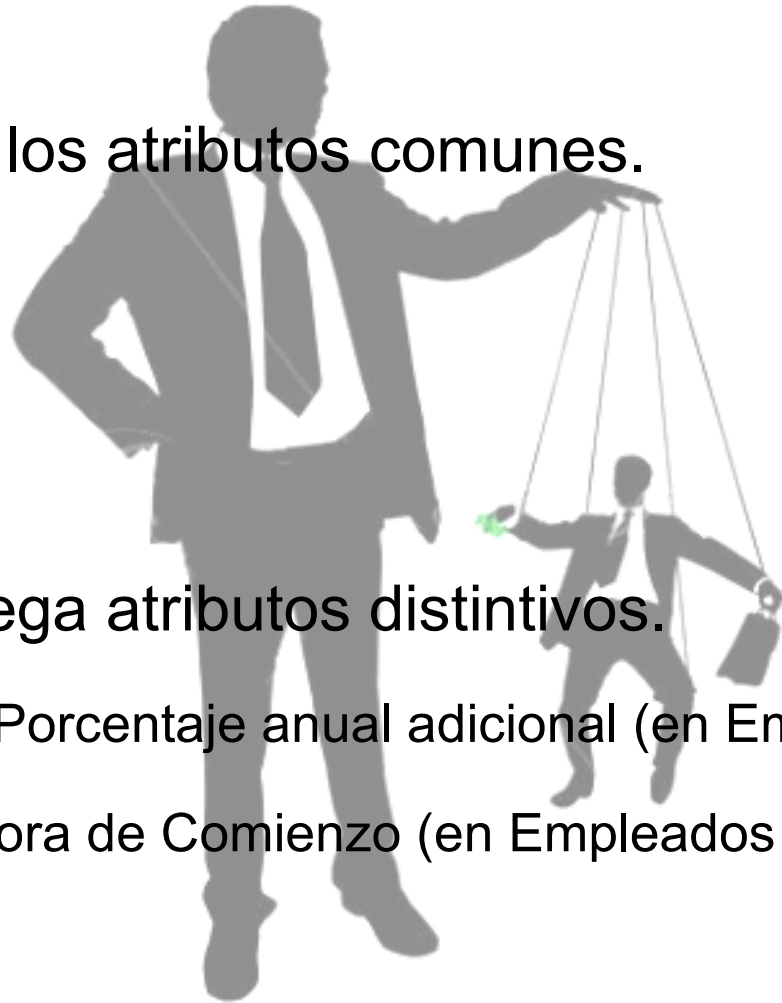 los atributos comunes.
ega atributos distintivos.
Porcentaje anual adicional (en En
ora de Comienzo (en Empleados